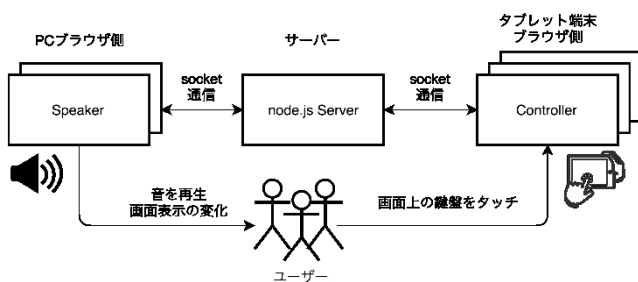 PCブラウザ側
サーバー
タブレット端末
ブラウザ側
Speaker
socket
通信
node.js Server
socket
通信
Controller
音を再生
画面表示の変化
画面上の鍵盤をタッチ
ユーザー